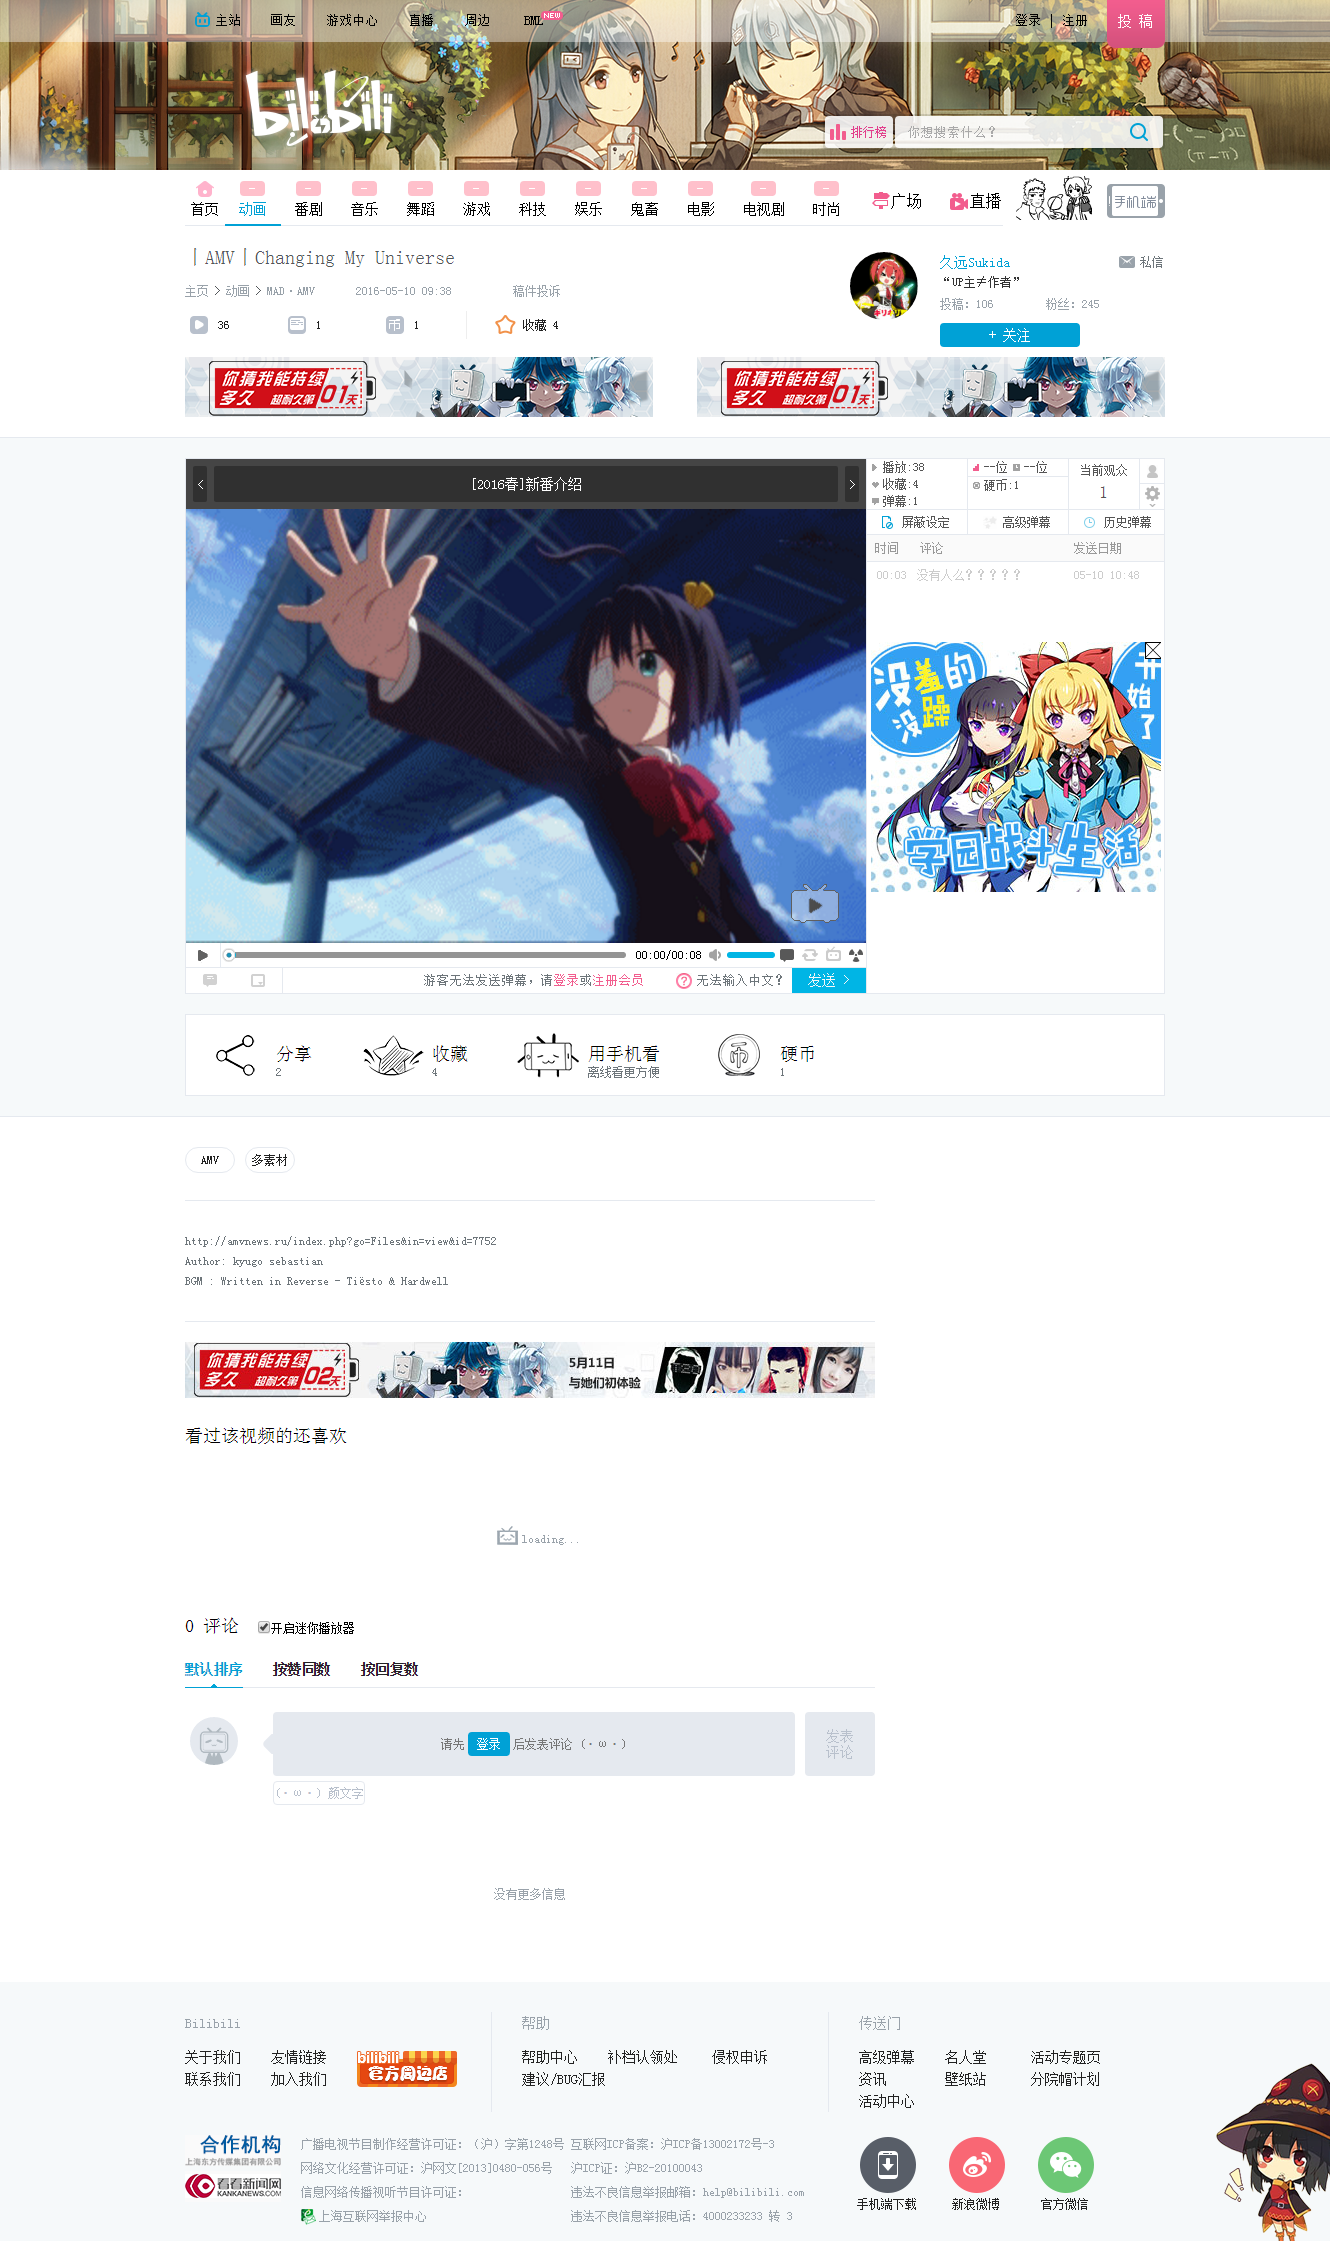 主站 画友 游戏中心 直播 周边 BML NEW 登录 | 注册 投 稿
bilibili
排行榜 你想搜索什么？
首页 动画 番剧 音乐 舞蹈 游戏 科技 娱乐 鬼畜 电影 电视剧 时尚 广场 直播 手机端
丨AMV丨Changing My Universe
主页 > 动画 > MAD·AMV 2016-05-10 09:38 稿件投诉
36 1 币 1 收藏 4
久远Sukida 私信
“UP主≠作者”
投稿: 106 粉丝: 245
+ 关注
你猜我能持续多久 超耐久第01天
你猜我能持续多久 超耐久第01天
[2016春]新番介绍
播放:38 --位 --位 当前观众
收藏:4 硬币:1 1
弹幕:1
屏蔽设定 高级弹幕 历史弹幕
时间 评论 发送日期
00:03 没有人么？？？？？ 05-10 10:48
没羞的没躁 开始了
学园战斗生活
00:00/00:08
游客无法发送弹幕，请登录或注册会员 ? 无法输入中文? 发送 >
分享 2
收藏 4
用手机看 离线看更方便
币 硬币 1
AMV 多素材
http://amvnews.ru/index.php?go=Files&in=view&id=7752
Author: kyugo sebastian
BGM : Written in Reverse - Tiësto & Hardwell
你猜我能持续多久 超耐久第02天 5月11日 与她们初体验
看过该视频的还喜欢
loading...
0 评论 开启迷你播放器
默认排序 按赞同数 按回复数
请先 登录 后发表评论 (・ω・)
发表评论
(・ω・) 颜文字
没有更多信息
Bilibili 帮助 传送门
关于我们 友情链接 bilibili 官方周边店 帮助中心 补档认领处 侵权申诉 高级弹幕 名人堂 活动专题页
联系我们 加入我们 建议/BUG汇报 资讯 壁纸站 分院帽计划
活动中心
合作机构
上海东方传媒集团有限公司
看看新闻网 KANKANEWS.COM
广播电视节目制作经营许可证：（沪）字第1248号 互联网ICP备案：沪ICP备13002172号-3
网络文化经营许可证：沪网文[2013]0480-056号 沪ICP证：沪B2-20100043
信息网络传播视听节目许可证： 违法不良信息举报邮箱：help@bilibili.com
上海互联网举报中心 违法不良信息举报电话：4000233233 转 3
手机端下载 新浪微博 官方微信